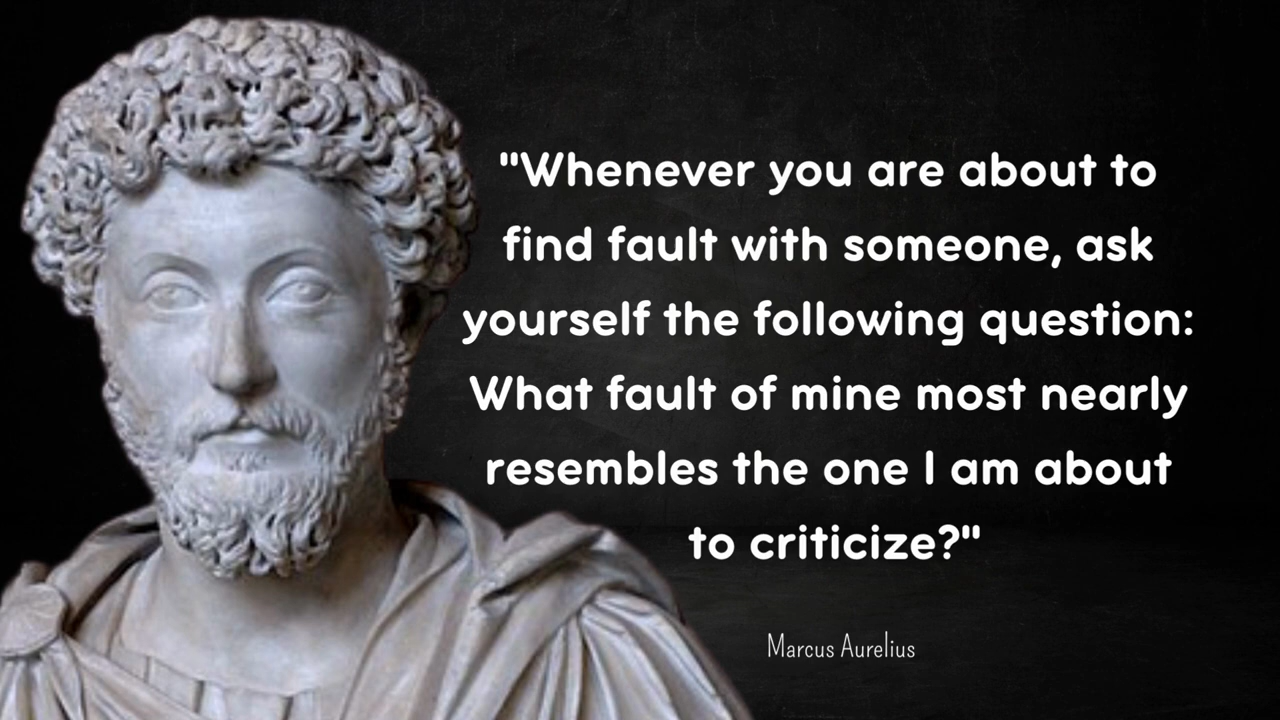 "Whenever you are about to
find fault with someone, ask
yourself the following question:
What fault of mine most nearly
resembles the one I am about
to criticize?"
Marcus Aurelius